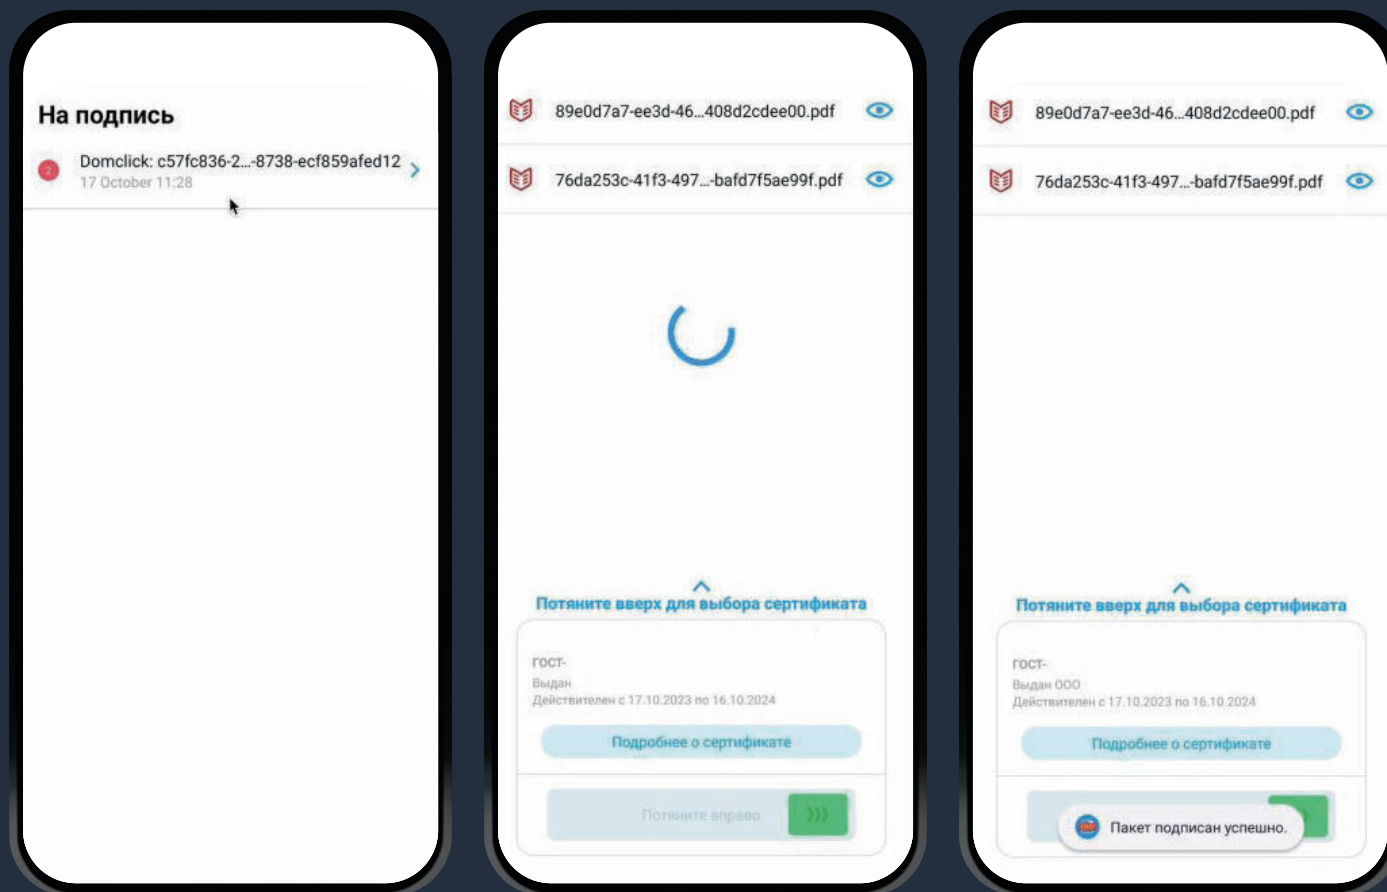 На подпись
2
Domclick: c57fc836-2...-8738-ecf859afed12
17 October 11:28
89e0d7a7-ee3d-46...408d2cdee00.pdf
76da253c-41f3-497...-bafd7f5ae99f.pdf
Потяните вверх для выбора сертификата
ГОСТ-
Выдан
Действителен с 17.10.2023 по 16.10.2024
Подробнее о сертификате
Потяните вправо
89e0d7a7-ee3d-46...408d2cdee00.pdf
76da253c-41f3-497...-bafd7f5ae99f.pdf
Потяните вверх для выбора сертификата
ГОСТ-
Выдан ООО
Действителен с 17.10.2023 по 16.10.2024
Подробнее о сертификате
Пакет подписан успешно.